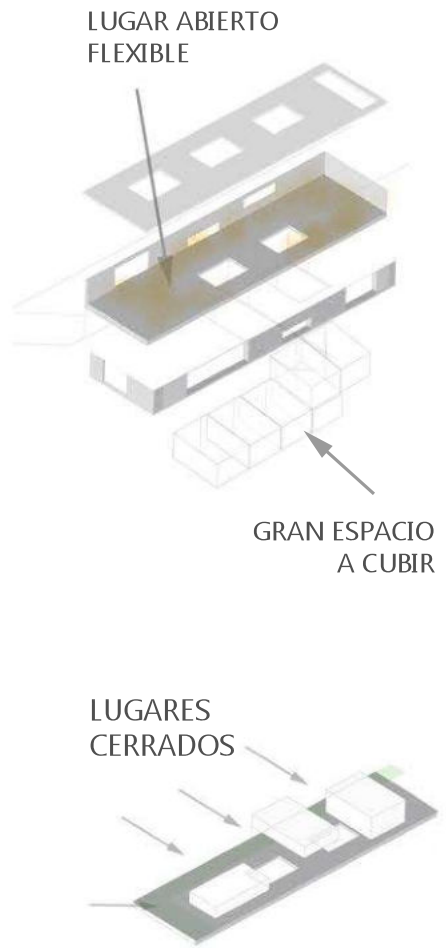 LUGAR ABIERTO
FLEXIBLE
GRAN ESPACIO
A CUBIR
LUGARES
CERRADOS